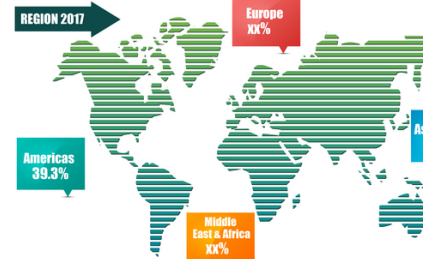 REGION 2017
Europe
XX%
As
Americas
39.3%
Middle
East & Africa
XX%